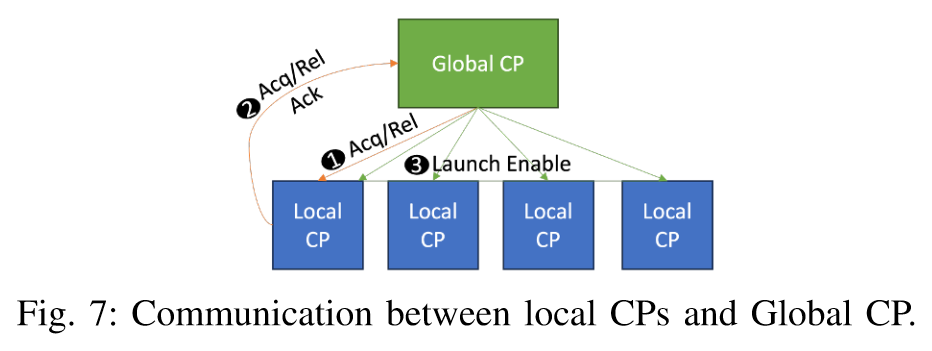 Global CP
❷ Acq/Rel
Ack
❶ Acq/Rel
❸ Launch Enable
Local
CP
Local
CP
Local
CP
Local
CP
Fig. 7: Communication between local CPs and Global CP.